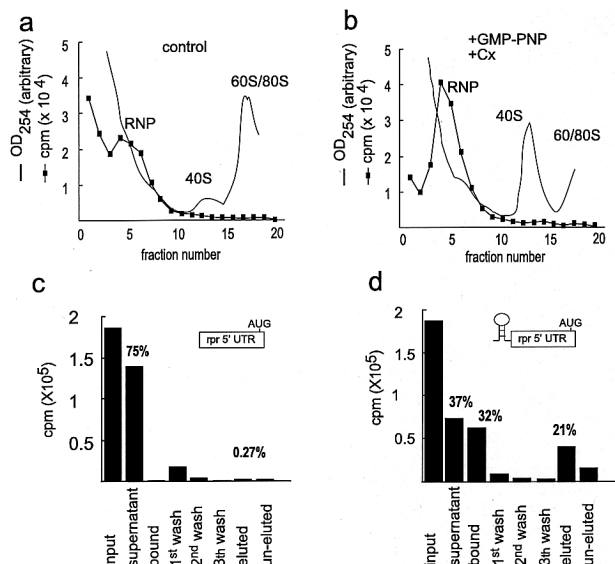 a
control
5
4
3
2
1
OD254 (arbitrary)
cpm (x 10 4)
RNP
40S
60S/80S
0 5 10 15 20
fraction number
b
+GMP-PNP
+Cx
5
4
3
2
1
OD254 (arbitrary)
cpm (x 10 4)
RNP
40S
60/80S
0 5 10 15 20
fraction number
c
2
1.5
1
0.5
cpm (X105)
75%
0.27%
AUG
rpr 5' UTR
input
supernatant
bound
1st wash
2nd wash
3th wash
eluted
un-eluted
d
2
1.5
1
0.5
cpm (X105)
37%
32%
21%
AUG
rpr 5' UTR
input
supernatant
bound
1st wash
2nd wash
3th wash
eluted
un-eluted